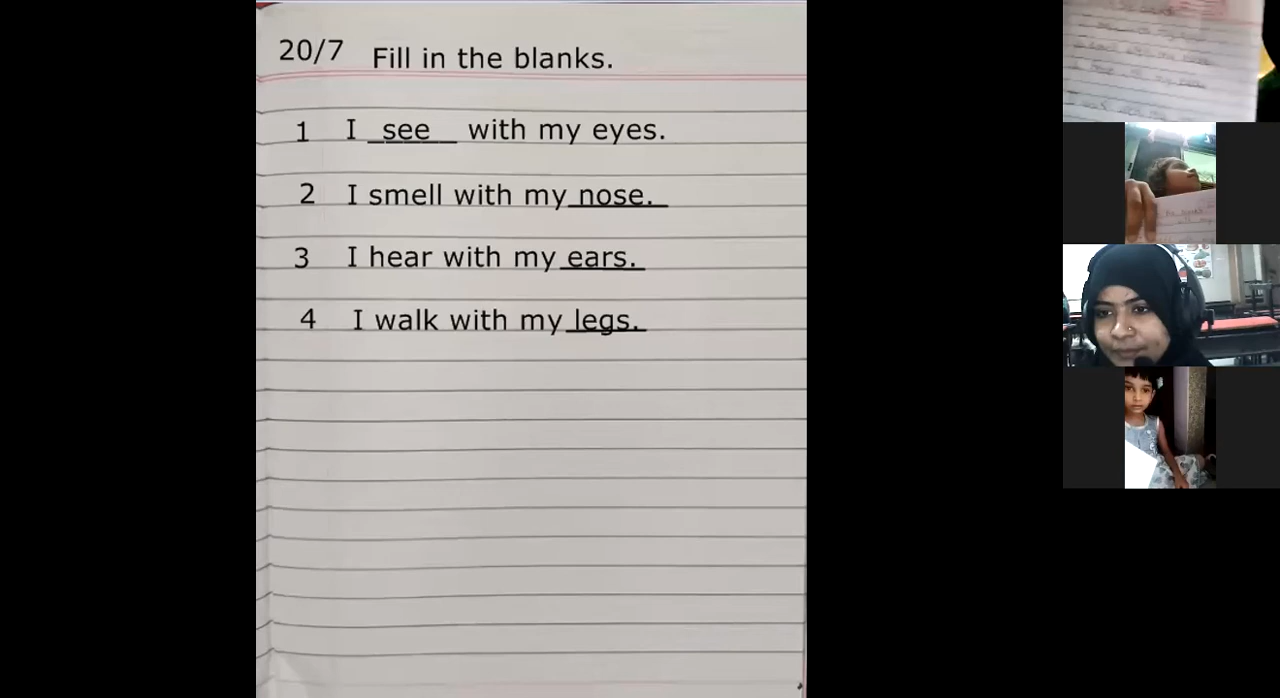 20/7 Fill in the blanks.
1 I see with my eyes.
2 I smell with my nose.
3 I hear with my ears.
4 I walk with my legs.